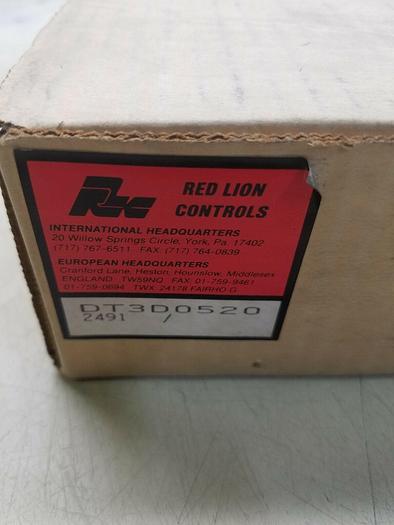 RED LION
CONTROLS
INTERNATIONAL HEADQUARTERS
20 Willow Springs Circle, York, Pa. 17402
(717) 767-6511 FAX (717) 764-0839
EUROPEAN HEADQUARTERS
Cranford Lane, Heston, Hounslow, Middlesex
ENGLAND TW59NQ FAX 01-759-9461
01-759-0694 TWX 24178 FAIRHO G
DT3D0520
2491 /